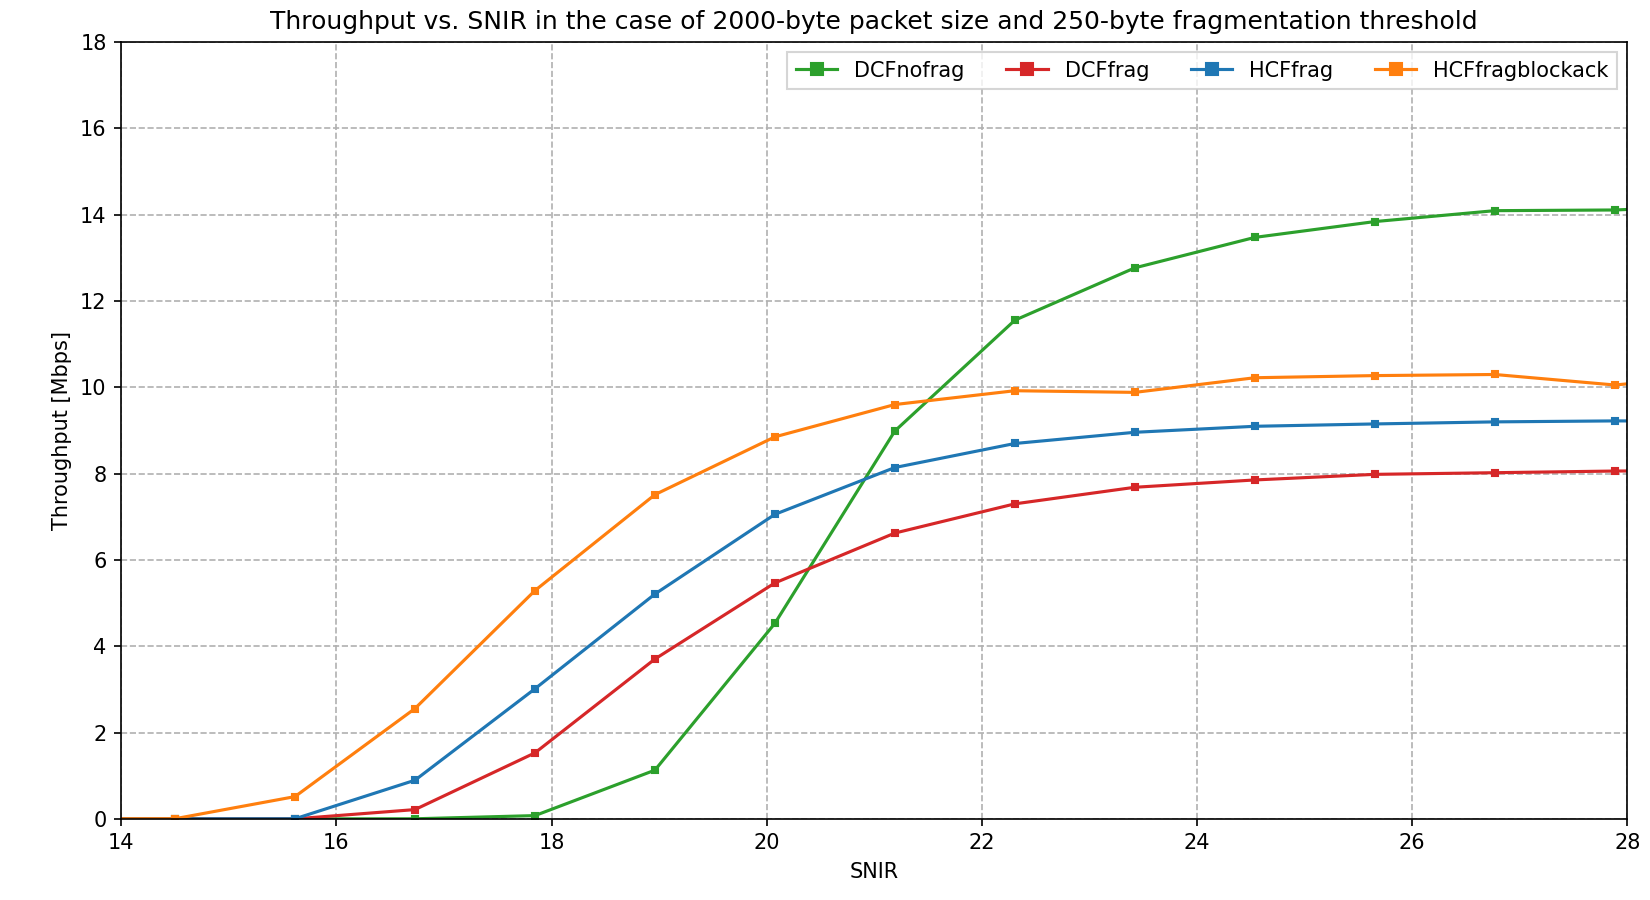 Throughput vs. SNIR in the case of 2000-byte packet size and 250-byte fragmentation threshold
DCFnofrag DCFfrag HCFfrag HCFfragblockack
Throughput [Mbps]
18
16
14
12
10
8
6
4
2
0
14 16 18 20 22 24 26 28
SNIR